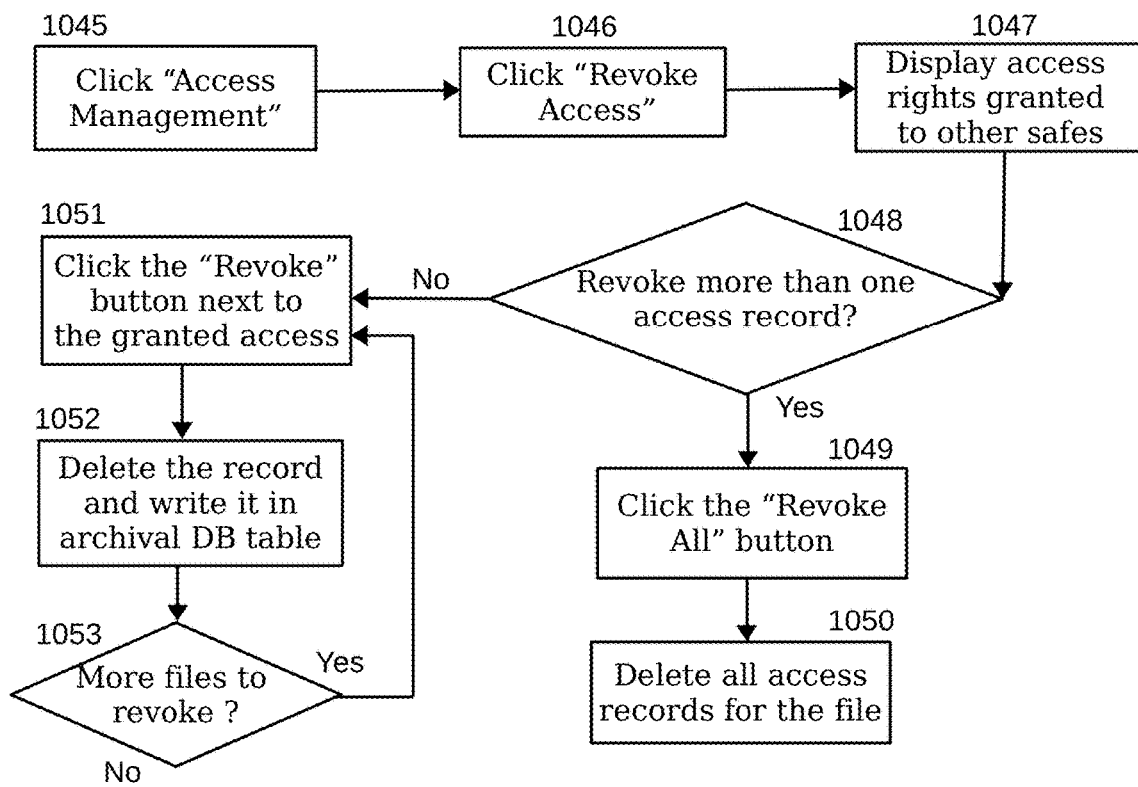 1045
Click “Access
Management”
1046
Click “Revoke
Access”
1047
Display access
rights granted
to other safes
1048
Revoke more than one
access record?
No
Yes
1051
Click the “Revoke”
button next to
the granted access
1052
Delete the record
and write it in
archival DB table
1053
More files to
revoke ?
Yes
No
1049
Click the “Revoke
All” button
1050
Delete all access
records for the file